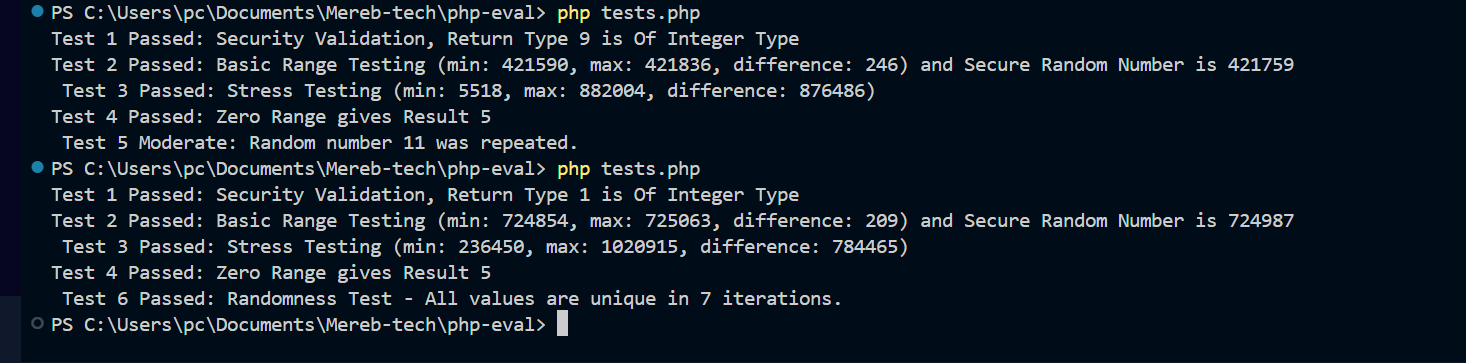 PS C:\Users\pc\Documents\Mereb-tech\php-eval> php tests.php
Test 1 Passed: Security Validation, Return Type 9 is Of Integer Type
Test 2 Passed: Basic Range Testing (min: 421590, max: 421836, difference: 246) and Secure Random Number is 421759
Test 3 Passed: Stress Testing (min: 5518, max: 882004, difference: 876486)
Test 4 Passed: Zero Range gives Result 5
Test 5 Moderate: Random number 11 was repeated.
PS C:\Users\pc\Documents\Mereb-tech\php-eval> php tests.php
Test 1 Passed: Security Validation, Return Type 1 is Of Integer Type
Test 2 Passed: Basic Range Testing (min: 724854, max: 725063, difference: 209) and Secure Random Number is 724987
Test 3 Passed: Stress Testing (min: 236450, max: 1020915, difference: 784465)
Test 4 Passed: Zero Range gives Result 5
Test 6 Passed: Randomness Test - All values are unique in 7 iterations.
PS C:\Users\pc\Documents\Mereb-tech\php-eval>